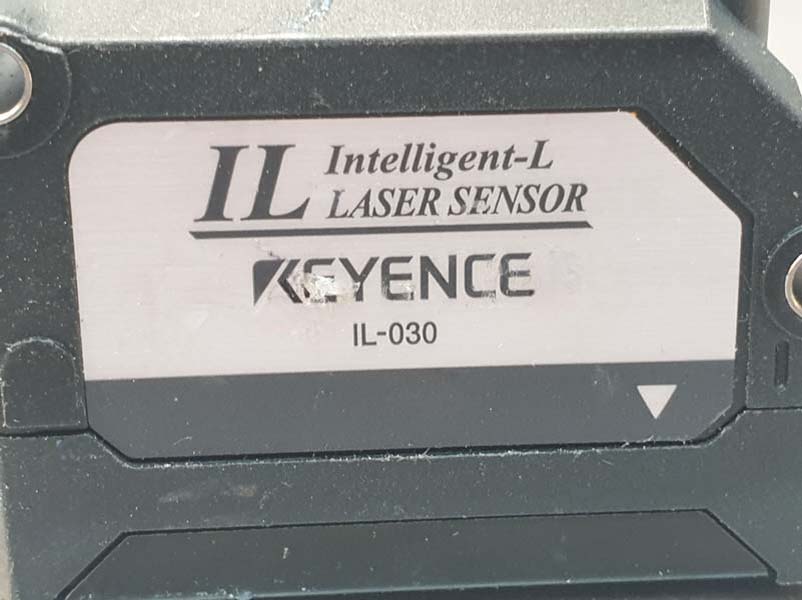 IL Intelligent-L
LASER SENSOR
KEYENCE
IL-030